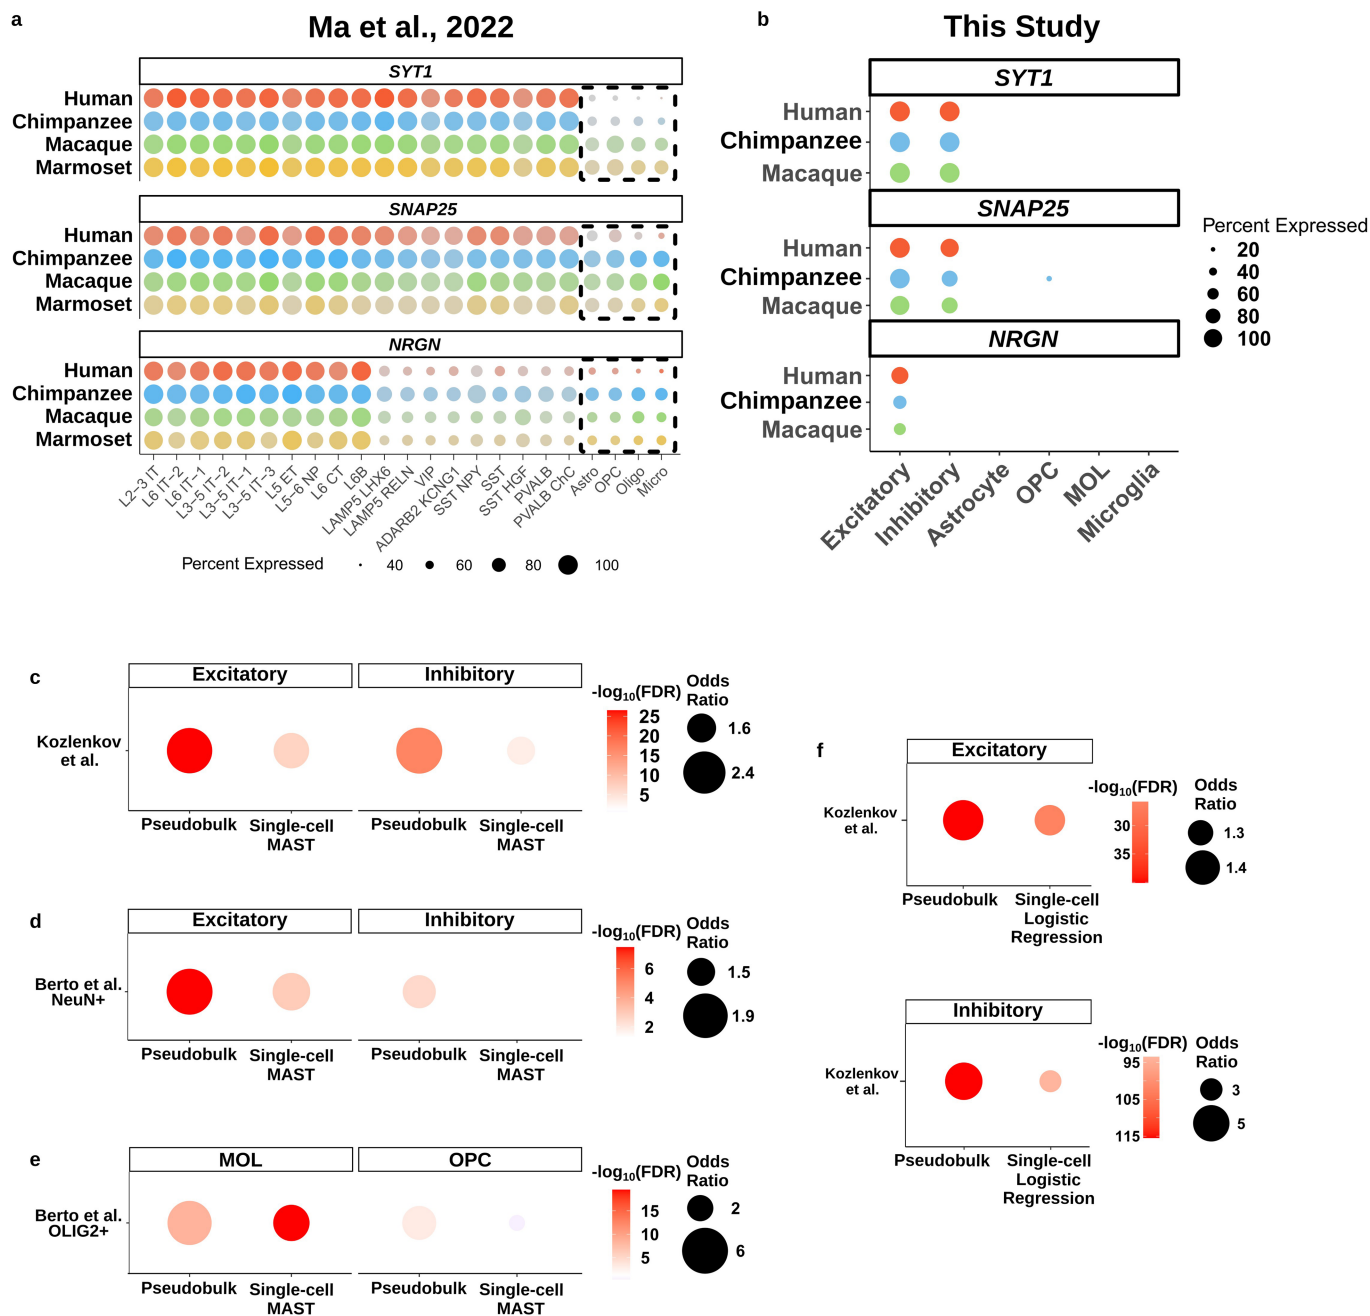 a
Ma et al., 2022
SYT1
Human
Chimpanzee
Macaque
Marmoset
SNAP25
Human
Chimpanzee
Macaque
Marmoset
NRGN
Human
Chimpanzee
Macaque
Marmoset
L2-3 IT
L6 IT-2
L6 IT-1
L3-5 IT-2
L3-5 IT-1
L3-5 IT-3
L5 ET
L5-6 NP
L6 CT
L6B
LAMP5 LHX6
LAMP5 RELN
VIP
ADARB2 KCNG1
SST NPY
SST
SST HGF
PVALB
PVALB ChC
Astro
OPC
Oligo
Micro
Percent Expressed
40
60
80
100
b
This Study
SYT1
Human
Chimpanzee
Macaque
SNAP25
Human
Chimpanzee
Macaque
NRGN
Human
Chimpanzee
Macaque
Excitatory
Inhibitory
Astrocyte
OPC
MOL
Microglia
Percent Expressed
20
40
60
80
100
c
Excitatory
Inhibitory
Kozlenkov
et al.
Pseudobulk
Single-cell
MAST
Pseudobulk
Single-cell
MAST
-log10(FDR)
25
20
15
10
5
Odds
Ratio
1.6
2.4
d
Excitatory
Inhibitory
Berto et al.
NeuN+
Pseudobulk
Single-cell
MAST
Pseudobulk
Single-cell
MAST
-log10(FDR)
6
4
2
Odds
Ratio
1.5
1.9
e
MOL
OPC
Berto et al.
OLIG2+
Pseudobulk
Single-cell
MAST
Pseudobulk
Single-cell
MAST
-log10(FDR)
15
10
5
Odds
Ratio
2
6
f
Excitatory
Kozlenkov
et al.
Pseudobulk
Single-cell
Logistic
Regression
-log10(FDR)
30
35
Odds
Ratio
1.3
1.4
Inhibitory
Kozlenkov
et al.
Pseudobulk
Single-cell
Logistic
Regression
-log10(FDR)
95
105
115
Odds
Ratio
3
5